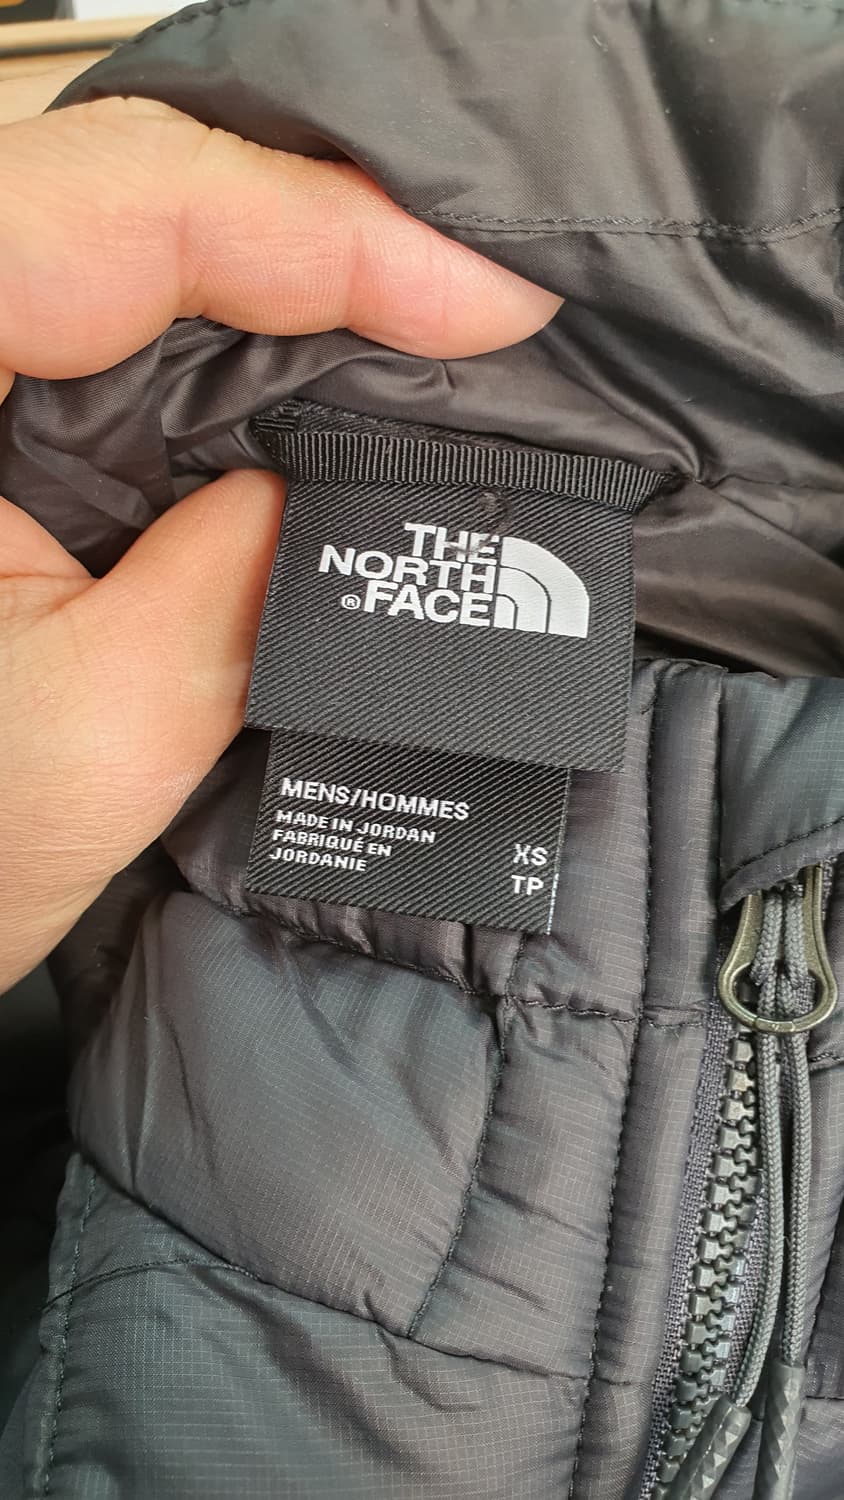 THE
NORTH
®FACE
MENS/HOMMES
MADE IN JORDAN
FABRIQUÉ EN
JORDANIE
XS
TP